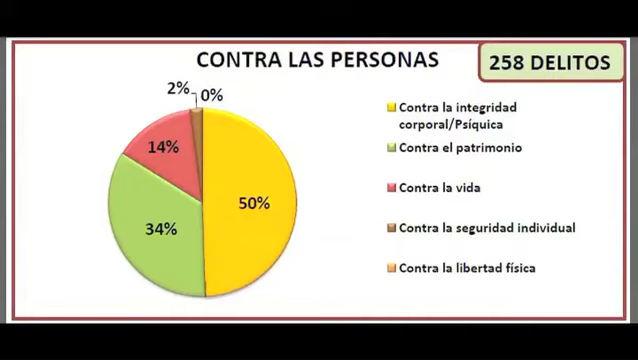 CONTRA LAS PERSONAS
258 DELITOS
2%
0%
14%
50%
34%
Contra la integridad
corporal/Psíquica
Contra el patrimonio
Contra la vida
Contra la seguridad individual
Contra la libertad física